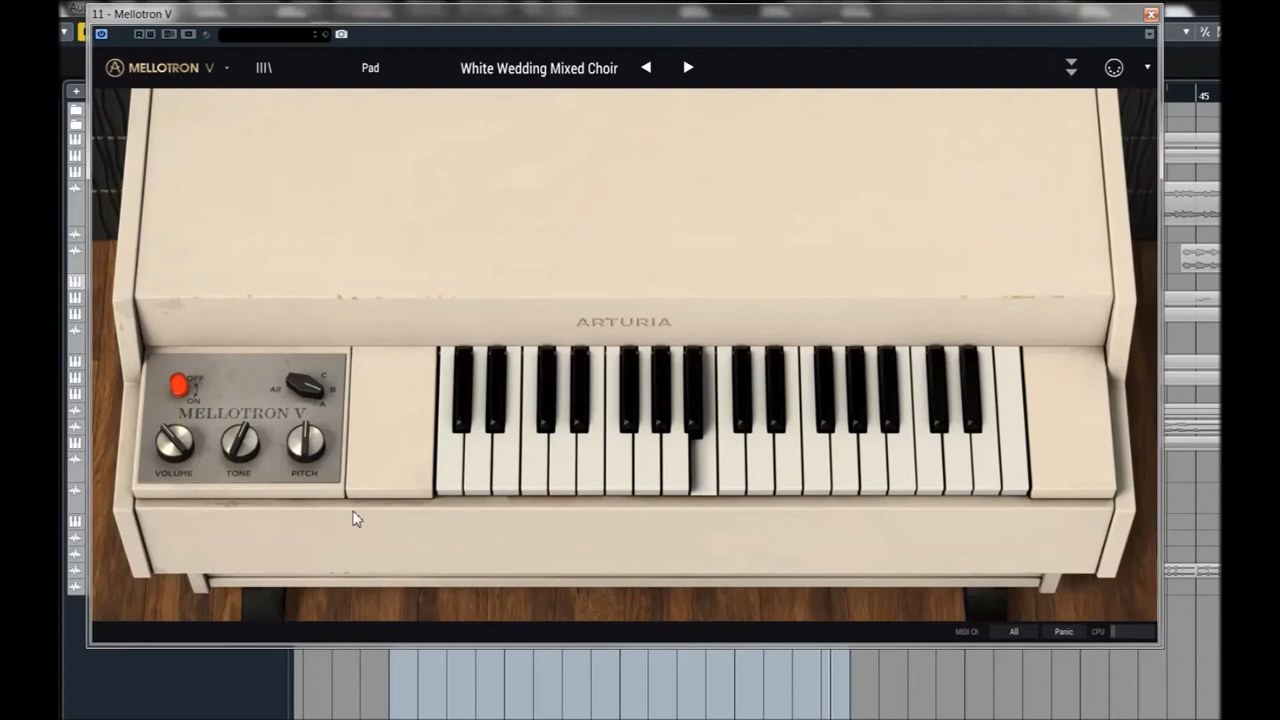 11 - Mellotron V
MELLOTRON V
Pad
White Wedding Mixed Choir
45
ARTURIA
OFF
ON
All
C
B
A
MELLOTRON V
VOLUME
TONE
PITCH
MIDI Ch
All
Panic
CPU